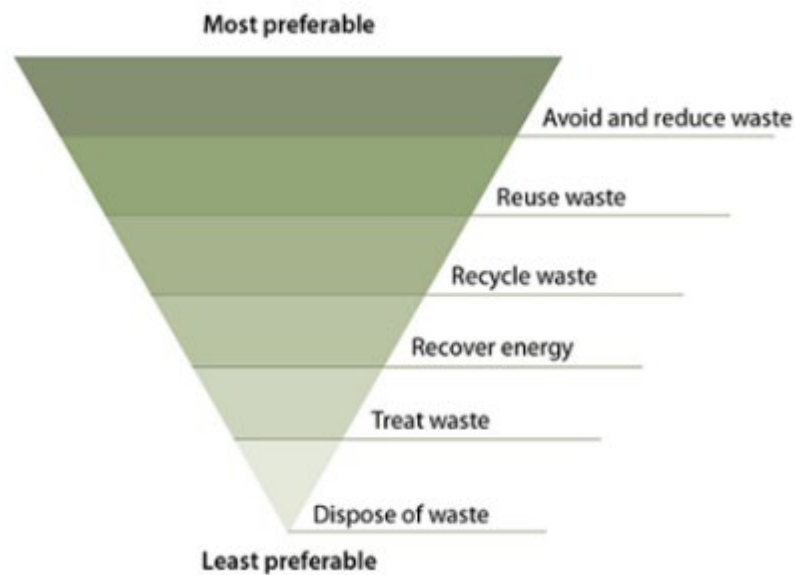 Most preferable
Avoid and reduce waste
Reuse waste
Recycle waste
Recover energy
Treat waste
Dispose of waste
Least preferable